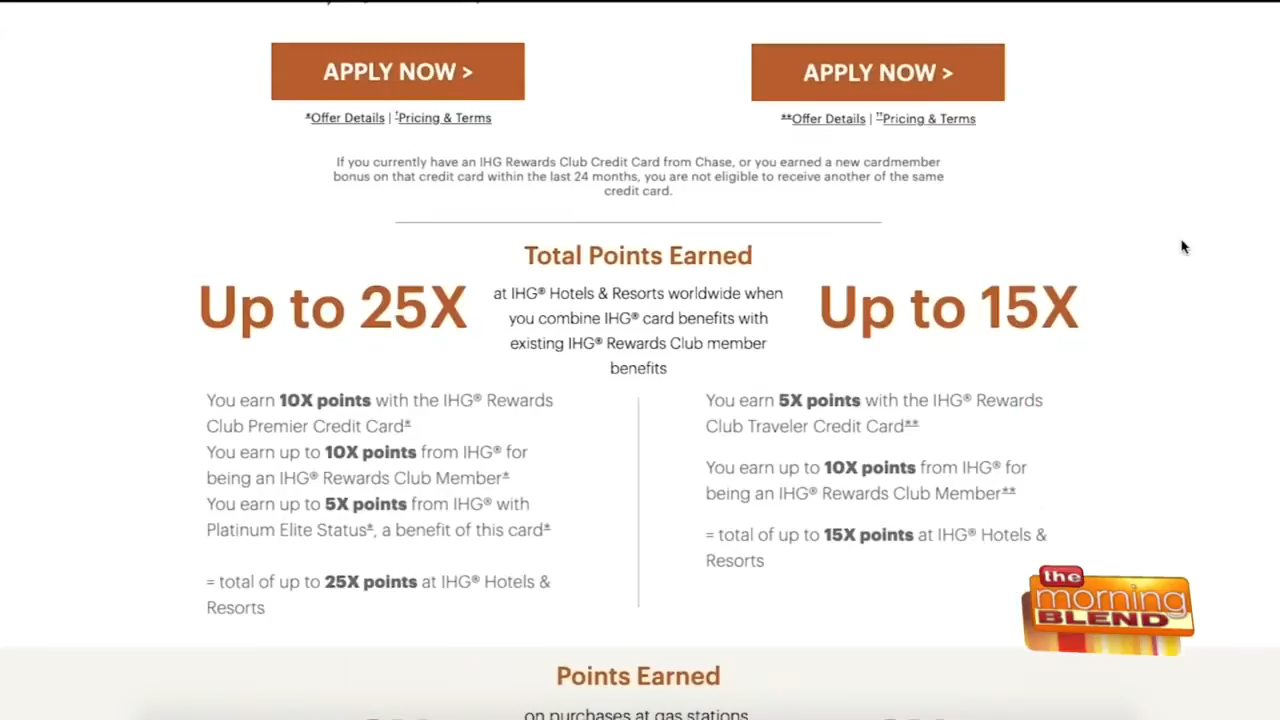 APPLY NOW >
APPLY NOW >
*Offer Details | †Pricing & Terms
**Offer Details | ††Pricing & Terms
If you currently have an IHG Rewards Club Credit Card from Chase, or you earned a new cardmember
bonus on that credit card within the last 24 months, you are not eligible to receive another of the same
credit card.
Total Points Earned
Up to 25X
at IHG® Hotels & Resorts worldwide when
you combine IHG® card benefits with
existing IHG® Rewards Club member
benefits
Up to 15X
You earn 10X points with the IHG® Rewards
Club Premier Credit Card*
You earn up to 10X points from IHG® for
being an IHG® Rewards Club Member*
You earn up to 5X points from IHG® with
Platinum Elite Status*, a benefit of this card*
= total of up to 25X points at IHG® Hotels &
Resorts
You earn 5X points with the IHG® Rewards
Club Traveler Credit Card**
You earn up to 10X points from IHG® for
being an IHG® Rewards Club Member**
= total of up to 15X points at IHG® Hotels &
Resorts
the
morning
BLEND
Points Earned
on purchases at gas stations